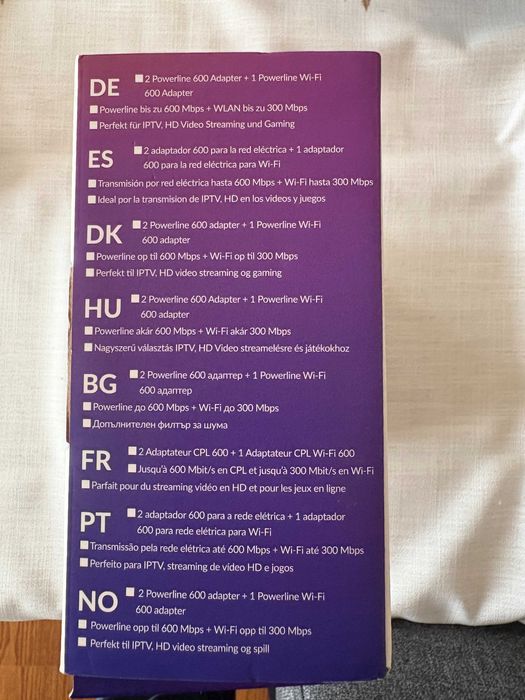 DE
2 Powerline 600 Adapter + 1 Powerline Wi-Fi
600 Adapter
Powerline bis zu 600 Mbps + WLAN bis zu 300 Mbps
Perfekt für IPTV, HD Video Streaming und Gaming
ES
2 adaptador 600 para la red eléctrica + 1 adaptador
600 para la red eléctrica para Wi-Fi
Transmisión por red eléctrica hasta 600 Mbps + Wi-Fi hasta 300 Mbps
Ideal por la transmision de IPTV, HD en los videos y juegos
DK
2 Powerline 600 adapter + 1 Powerline Wi-Fi
600 adapter
Powerline op til 600 Mbps + Wi-Fi op til 300 Mbps
Perfekt til IPTV, HD video streaming og gaming
HU
2 Powerline 600 Adapter + 1 Powerline Wi-Fi
600 adapter
Powerline akár 600 Mbps + Wi-Fi akár 300 Mbps
Nagyszerű választás IPTV, HD Video streamelésre és játékokhoz
BG
2 Powerline 600 адаптер + 1 Powerline Wi-Fi
600 адаптер
Powerline до 600 Mbps + Wi-Fi до 300 Mbps
Допълнителен филтър за шума
FR
2 Adaptateur CPL 600 + 1 Adaptateur CPL Wi-Fi 600
Jusqu'à 600 Mbit/s en CPL et jusqu'à 300 Mbit/s en Wi-Fi
Parfait pour du streaming vidéo en HD et pour les jeux en ligne
PT
2 adaptador 600 para a rede elétrica + 1 adaptador
600 para rede elétrica para Wi-Fi
Transmissão pela rede elétrica até 600 Mbps + Wi-Fi até 300 Mbps
Perfeito para IPTV, streaming de vídeo HD e jogos
NO
2 Powerline 600 adapter + 1 Powerline Wi-Fi
600 adapter
Powerline opp til 600 Mbps + Wi-Fi opp til 300 Mbps
Perfekt til IPTV, HD video streaming og spill